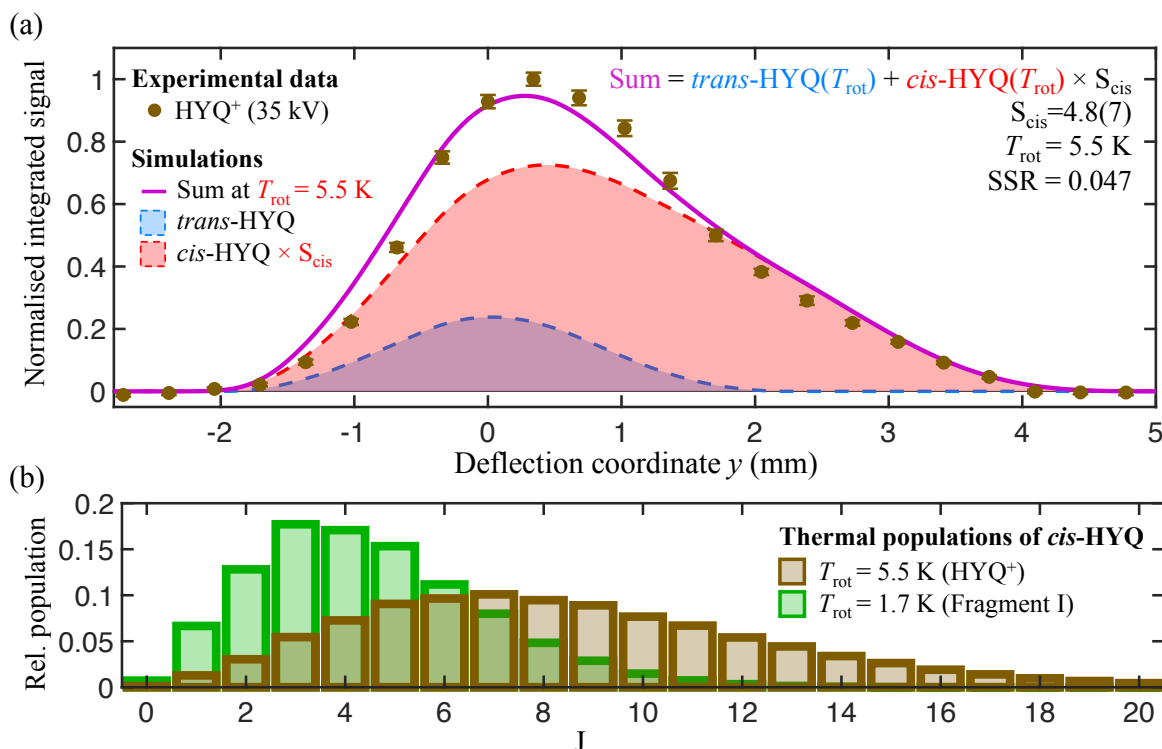 (a)
Normalised integrated signal
1
0.8
0.6
0.4
0.2
0
Experimental data
HYQ⁺ (35 kV)
Simulations
Sum at T_rot = 5.5 K
trans-HYQ
cis-HYQ × S_cis
Sum = trans-HYQ(T_rot) + cis-HYQ(T_rot) × S_cis
S_cis=4.8(7)
T_rot = 5.5 K
SSR = 0.047
-2 -1 0 1 2 3 4 5
Deflection coordinate y (mm)
(b)
Rel. population
0.2
0.15
0.1
0.05
0
Thermal populations of cis-HYQ
T_rot = 5.5 K (HYQ⁺)
T_rot = 1.7 K (Fragment I)
0 2 4 6 8 10 12 14 16 18 20
J